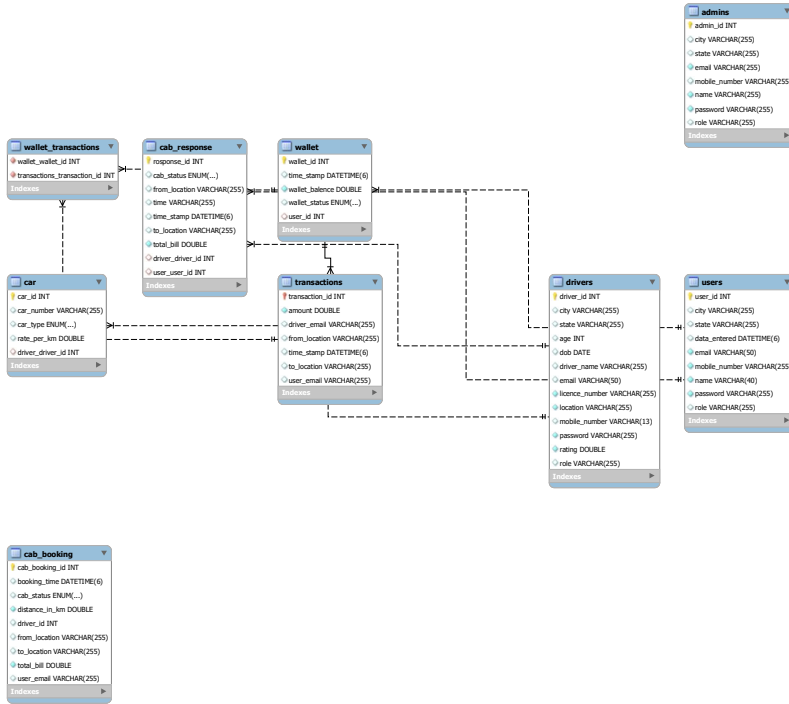 admins
admin_id INT
city VARCHAR(255)
state VARCHAR(255)
email VARCHAR(255)
mobile_number VARCHAR(255
name VARCHAR(255)
password VARCHAR(255)
role VARCHAR(255)
Indexes
wallet_transactions
wallet_wallet_id INT
transactions_transaction_id INT
Indexes
cab_response
rosponse_id INT
cab_status ENUM(...)
from_location VARCHAR(255)
time VARCHAR(255)
time_stamp DATETIME(6)
to_location VARCHAR(255)
total_bill DOUBLE
driver_driver_id INT
user_user_id INT
Indexes
wallet
wallet_id INT
time_stamp DATETIME(6)
wallet_balence DOUBLE
wallet_status ENUM(...)
user_id INT
Indexes
car
car_id INT
car_number VARCHAR(255)
car_type ENUM(...)
rate_per_km DOUBLE
driver_driver_id INT
Indexes
transactions
transaction_id INT
amount DOUBLE
driver_email VARCHAR(255)
from_location VARCHAR(255)
time_stamp DATETIME(6)
to_location VARCHAR(255)
user_email VARCHAR(255)
Indexes
drivers
driver_id INT
city VARCHAR(255)
state VARCHAR(255)
age INT
dob DATE
driver_name VARCHAR(255)
email VARCHAR(50)
licence_number VARCHAR(255)
location VARCHAR(255)
mobile_number VARCHAR(13)
password VARCHAR(255)
rating DOUBLE
role VARCHAR(255)
Indexes
users
user_id INT
city VARCHAR(255)
state VARCHAR(255)
data_entered DATETIME(6)
email VARCHAR(50)
mobile_number VARCHAR(255
name VARCHAR(40)
password VARCHAR(255)
role VARCHAR(255)
Indexes
cab_booking
cab_booking_id INT
booking_time DATETIME(6)
cab_status ENUM(...)
distance_in_km DOUBLE
driver_id INT
from_location VARCHAR(255)
to_location VARCHAR(255)
total_bill DOUBLE
user_email VARCHAR(255)
Indexes